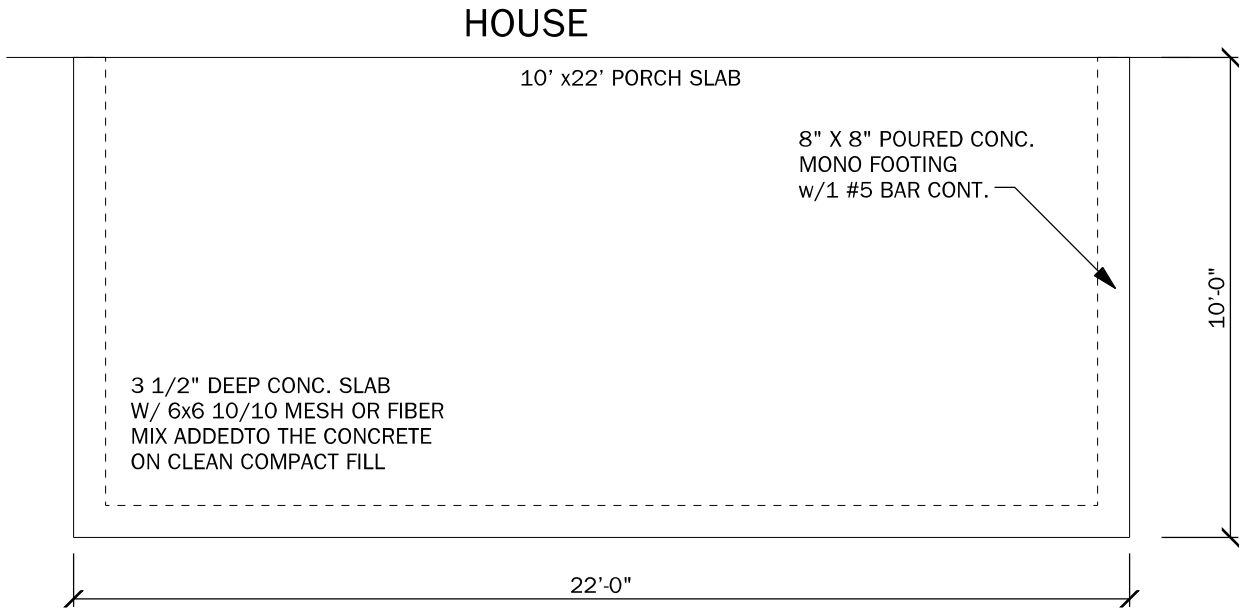 HOUSE
10' x22' PORCH SLAB
8" X 8" POURED CONC.
MONO FOOTING
w/1 #5 BAR CONT.
10'-0"
3 1/2" DEEP CONC. SLAB
W/ 6x6 10/10 MESH OR FIBER
MIX ADDEDTO THE CONCRETE
ON CLEAN COMPACT FILL
22'-0"